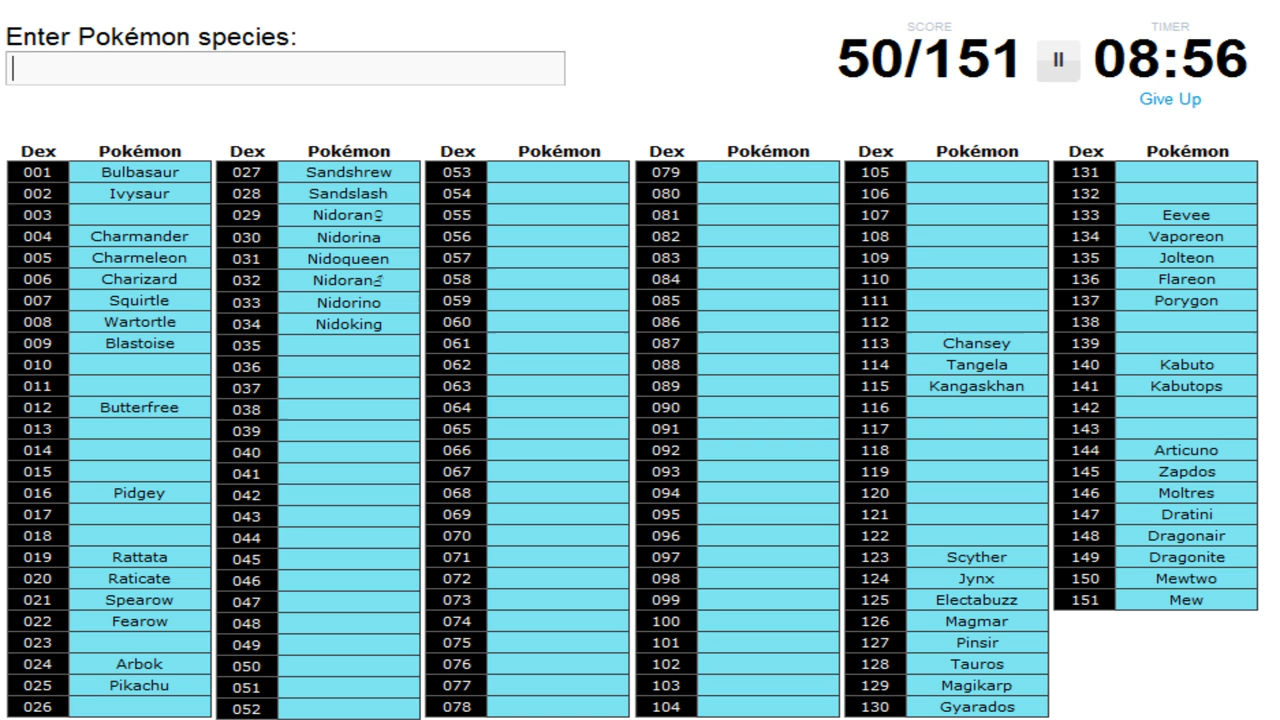 SCORE
TIMER
Enter Pokémon species:
50/151
II
08:56
Give Up
Dex Pokémon Dex Pokémon Dex Pokémon Dex Pokémon Dex Pokémon Dex Pokémon
001 Bulbasaur 027 Sandshrew 053 079 105 131
002 Ivysaur 028 Sandslash 054 080 106 132
003 029 Nidoran♀ 055 081 107 133 Eevee
004 Charmander 030 Nidorina 056 082 108 134 Vaporeon
005 Charmeleon 031 Nidoqueen 057 083 109 135 Jolteon
006 Charizard 032 Nidoran♂ 058 084 110 136 Flareon
007 Squirtle 033 Nidorino 059 085 111 137 Porygon
008 Wartortle 034 Nidoking 060 086 112 138
009 Blastoise 035 061 087 113 Chansey 139
010 036 062 088 114 Tangela 140 Kabuto
011 037 063 089 115 Kangaskhan 141 Kabutops
012 Butterfree 038 064 090 116 142
013 039 065 091 117 143
014 040 066 092 118 144 Articuno
015 041 067 093 119 145 Zapdos
016 Pidgey 042 068 094 120 146 Moltres
017 043 069 095 121 147 Dratini
018 044 070 096 122 148 Dragonair
019 Rattata 045 071 097 123 Scyther 149 Dragonite
020 Raticate 046 072 098 124 Jynx 150 Mewtwo
021 Spearow 047 073 099 125 Electabuzz 151 Mew
022 Fearow 048 074 100 126 Magmar
023 049 075 101 127 Pinsir
024 Arbok 050 076 102 128 Tauros
025 Pikachu 051 077 103 129 Magikarp
026 052 078 104 130 Gyarados